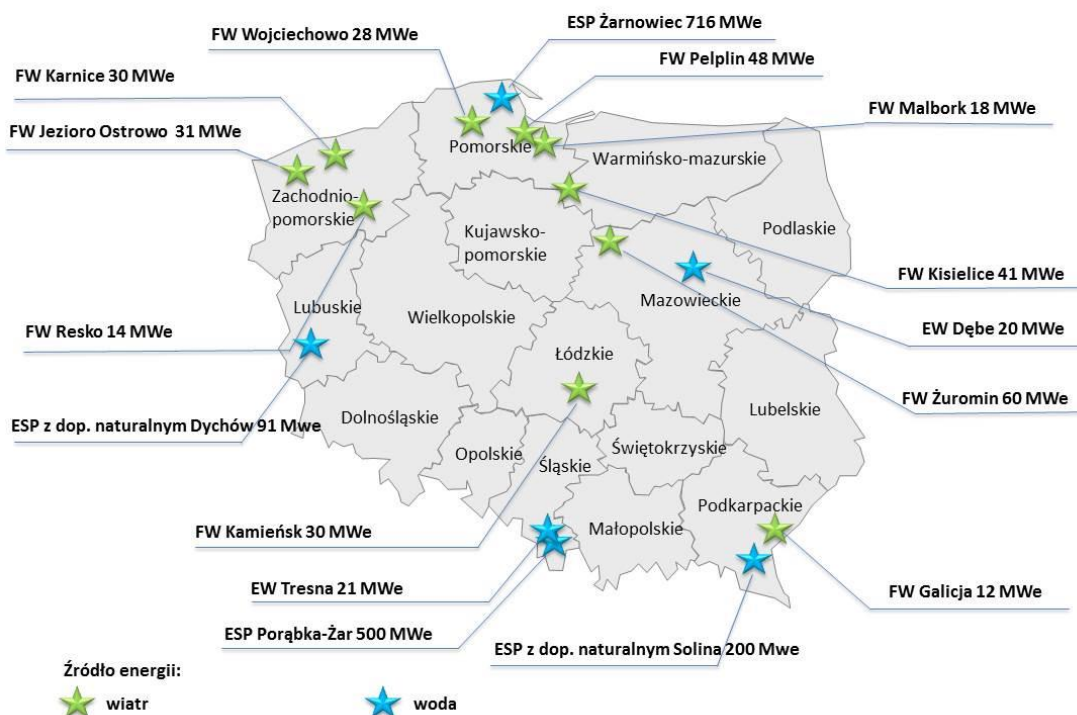 ESP Żarnowiec 716 MWe
FW Wojciechowo 28 MWe
FW Pelplin 48 MWe
FW Karnice 30 MWe
FW Malbork 18 MWe
FW Jezioro Ostrowo 31 MWe
Pomorskie
Warmińsko-mazurskie
Zachodnio-
pomorskie
Kujawsko-
pomorskie
Podlaskie
FW Kisielice 41 MWe
Mazowieckie
Lubuskie
Wielkopolskie
FW Resko 14 MWe
EW Dębe 20 MWe
Łódzkie
FW Żuromin 60 MWe
Dolnośląskie
Lubelskie
ESP z dop. naturalnym Dychów 91 Mwe
Opolskie
Śląskie
Świętokrzyskie
Podkarpackie
Małopolskie
FW Kamieńsk 30 MWe
EW Tresna 21 MWe
FW Galicja 12 MWe
ESP Porąbka-Żar 500 MWe
ESP z dop. naturalnym Solina 200 Mwe
Źródło energii:
wiatr
woda